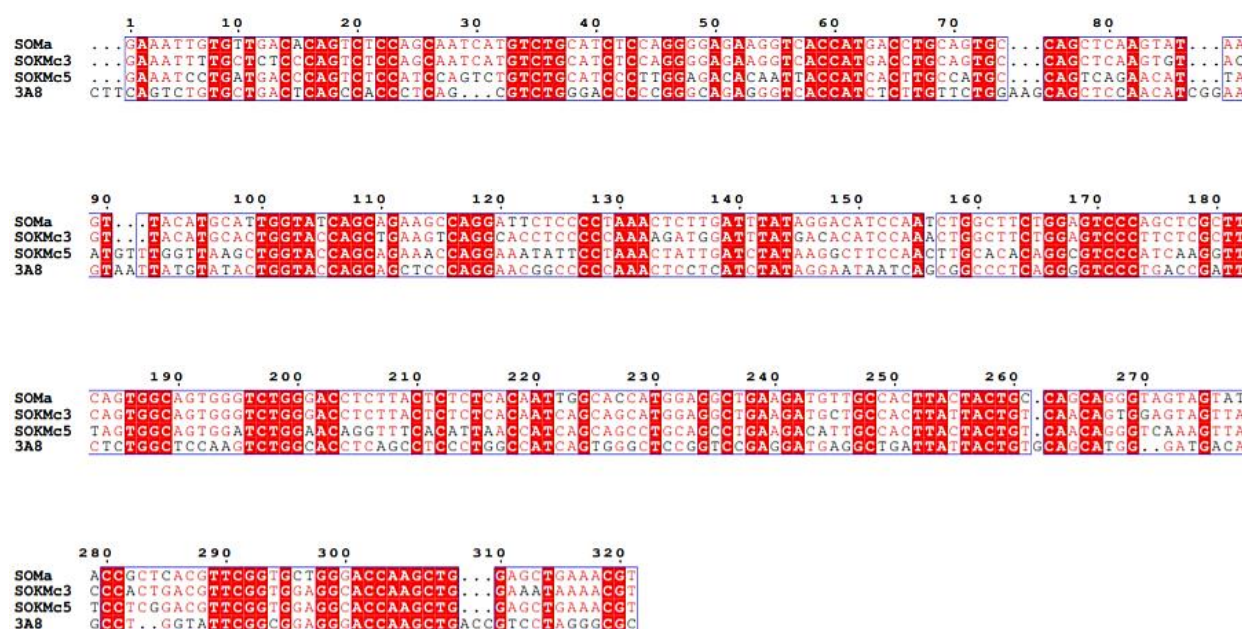 1 10 20 30 40 50 60 70 80
SOMa ...GAAATTGTGTTGACACAGTCTCCAGCAATCATGTCTGCATCTCCAGGGGAGAAGGTCACCATGACCTGCAGTGC...CAGCTCAAGTAT...AA
SOKMc3 ...GAAATTTTGCTCTCCCAGTCTCCAGCAATCATGTCTGCATCTCCAGGGGAGAAGGTCACCATGACCTGCAGTGC...CAGCTCAAGTGT...AC
SOKMc5 ...GAAATCCTGATGACCCAGTCTCCATCCAGTCTGTCTGCATCCCTTGGAGACACAATTACCATCACTTGCCATGC...CAGTCAGAACAT...TA
3A8 CTTCAGTCTGTGCTGACTCAGCCACCCTCAG...CGTCTGGGACCCCCGGGCAGAGGGTCACCATCTCTTGTTCTGGAAGCAGCTCCAACATCGGAA
90 100 110 120 130 140 150 160 170 180
SOMa GT...TACATGCATTGGTATCAGCAGAAGCCAGGATTCTCCCCTAAACTCTTGATTTATAGGACATCCAATCTGGCTTCTGGAGTCCCAGCTCGCTT
SOKMc3 GT...TACATGCACTGGTACCAGCTGAAGTCAGGCACCTCCCCCAAAAGATGGATTTATGACACATCCAAACTGGCTTCTGGAGTCCCTTCTCGCTT
SOKMc5 ATGTTTGGTTAAGCTGGTACCAGCAGAAACCAGGAAATATTCCTAAACTATTGATCTATAAGGCTTCCAACTTGCACACAGGCGTCCCATCAAGGTT
3A8 GTAATTATGTATACTGGTACCAGCAGCTCCCAGGAACGGCCCCCAAACTCCTCATCTATAGGAATAATCAGCGGCCCTCAGGGGTCCCTGACCGATT
190 200 210 220 230 240 250 260 270
SOMa CAGTGGCAGTGGGTCTGGGACCTCTTACTCTCTCACAATTGGCACCATGGAGGCTGAAGATGTTGCCACTTACTACTGC.CAGCAGGGTAGTAGTAT
SOKMc3 CAGTGGCAGTGGGTCTGGGACCTCTTACTCTCTCACAATCAGCAGCATGGAGGCTGAAGATGCTGCCACTTATTACTGT.CAACAGTGGAGTAGTTA
SOKMc5 TAGTGGCAGTGGATCTGGAACAGGTTTCACATTAACCATCAGCAGCCTGCAGCCTGAAGACATTGCCACTTACTACTGT.CAACAGGGTCAAAGTTA
3A8 CTCTGGCTCCAAGTCTGGCACCTCAGCCTCCCTGGCCATCAGTGGGCTCCGGTCCGAGGATGAGGCTGATTATTACTGTGCAGCATGG..GATGACA
280 290 300 310 320
SOMa ACCGCTCACGTTCGGTGCTGGGACCAAGCTG...GAGCTGAAACGT
SOKMc3 CCCACTGACGTTCGGTGGAGGCACCAAGCTG...GAAATAAAACGT
SOKMc5 TCCTCGGACGTTCGGTGGAGGCACCAAGCTG...GAGCTGAAACGT
3A8 GCCT..GGTATTCGGCGGAGGGACCAAGCTGACCGTCCTAGGGCGC